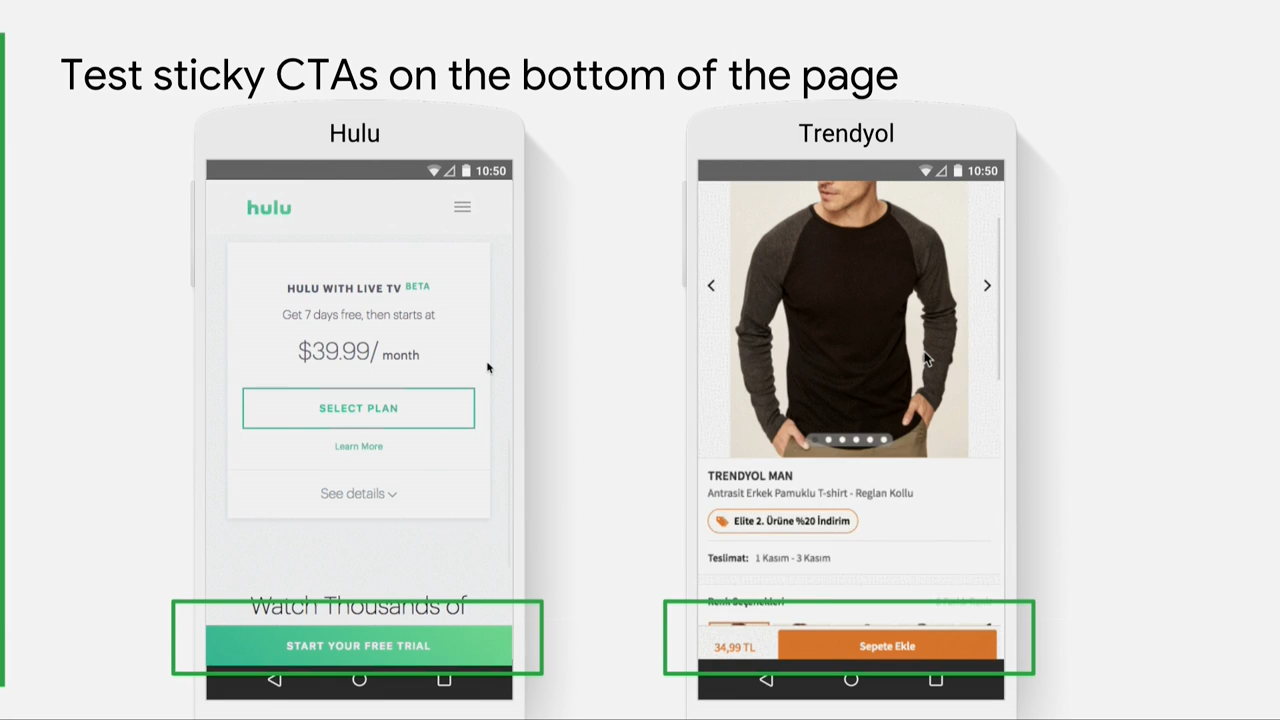 Test sticky CTAs on the bottom of the page
Hulu
10:50
hulu
HULU WITH LIVE TV BETA
Get 7 days free, then starts at
$39.99/ month
SELECT PLAN
Learn More
See details
Watch Thousands of
START YOUR FREE TRIAL
Trendyol
10:50
TRENDYOL MAN
Antrasit Erkek Pamuklu T-shirt - Reglan Kollu
Elite 2. Ürüne %20 İndirim
Teslimat: 1 Kasım - 3 Kasım
Renk Seçenekleri
34,99 TL
Sepete Ekle